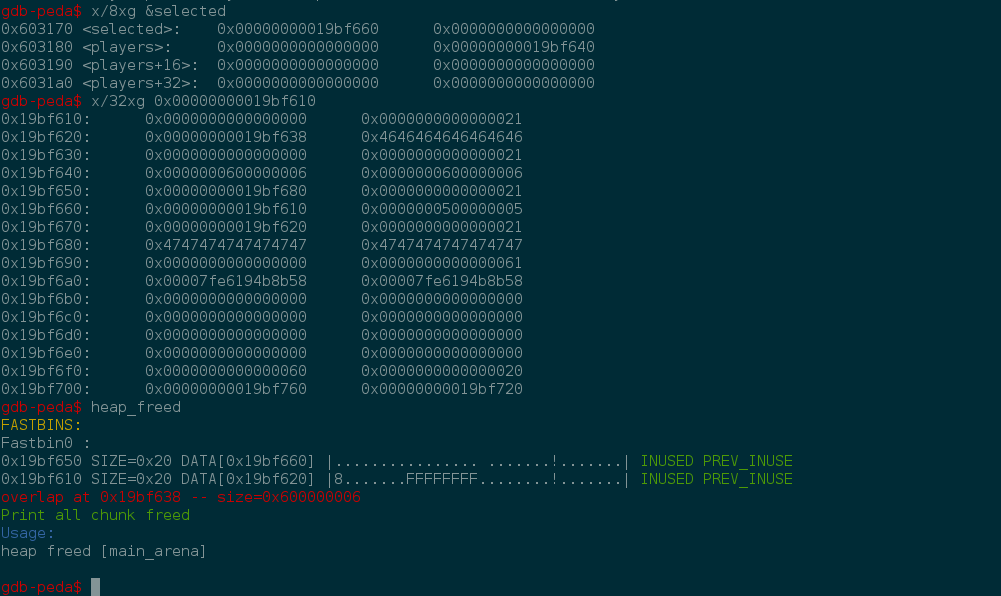 gdb-peda$ x/8xg &selected
0x603170 <selected>:    0x00000000019bf660      0x0000000000000000
0x603180 <players>:     0x0000000000000000      0x00000000019bf640
0x603190 <players+16>:  0x0000000000000000      0x0000000000000000
0x6031a0 <players+32>:  0x0000000000000000      0x0000000000000000
gdb-peda$ x/32xg 0x00000000019bf610
0x19bf610:      0x0000000000000000      0x0000000000000021
0x19bf620:      0x00000000019bf638      0x4646464646464646
0x19bf630:      0x0000000000000000      0x0000000000000021
0x19bf640:      0x0000000600000006      0x0000000600000006
0x19bf650:      0x00000000019bf680      0x0000000000000021
0x19bf660:      0x00000000019bf610      0x0000000500000005
0x19bf670:      0x00000000019bf620      0x0000000000000021
0x19bf680:      0x4747474747474747      0x4747474747474747
0x19bf690:      0x0000000000000000      0x0000000000000061
0x19bf6a0:      0x00007fe6194b8b58      0x00007fe6194b8b58
0x19bf6b0:      0x0000000000000000      0x0000000000000000
0x19bf6c0:      0x0000000000000000      0x0000000000000000
0x19bf6d0:      0x0000000000000000      0x0000000000000000
0x19bf6e0:      0x0000000000000000      0x0000000000000000
0x19bf6f0:      0x0000000000000060      0x0000000000000020
0x19bf700:      0x00000000019bf760      0x00000000019bf720
gdb-peda$ heap_freed
FASTBINS:
Fastbin0 :
0x19bf650 SIZE=0x20 DATA[0x19bf660] |................ .......!.......| INUSED PREV_INUSE
0x19bf610 SIZE=0x20 DATA[0x19bf620] |8.......FFFFFFFF........!.......| INUSED PREV_INUSE
overlap at 0x19bf638 -- size=0x600000006
Print all chunk freed
Usage:
heap freed [main_arena]
gdb-peda$